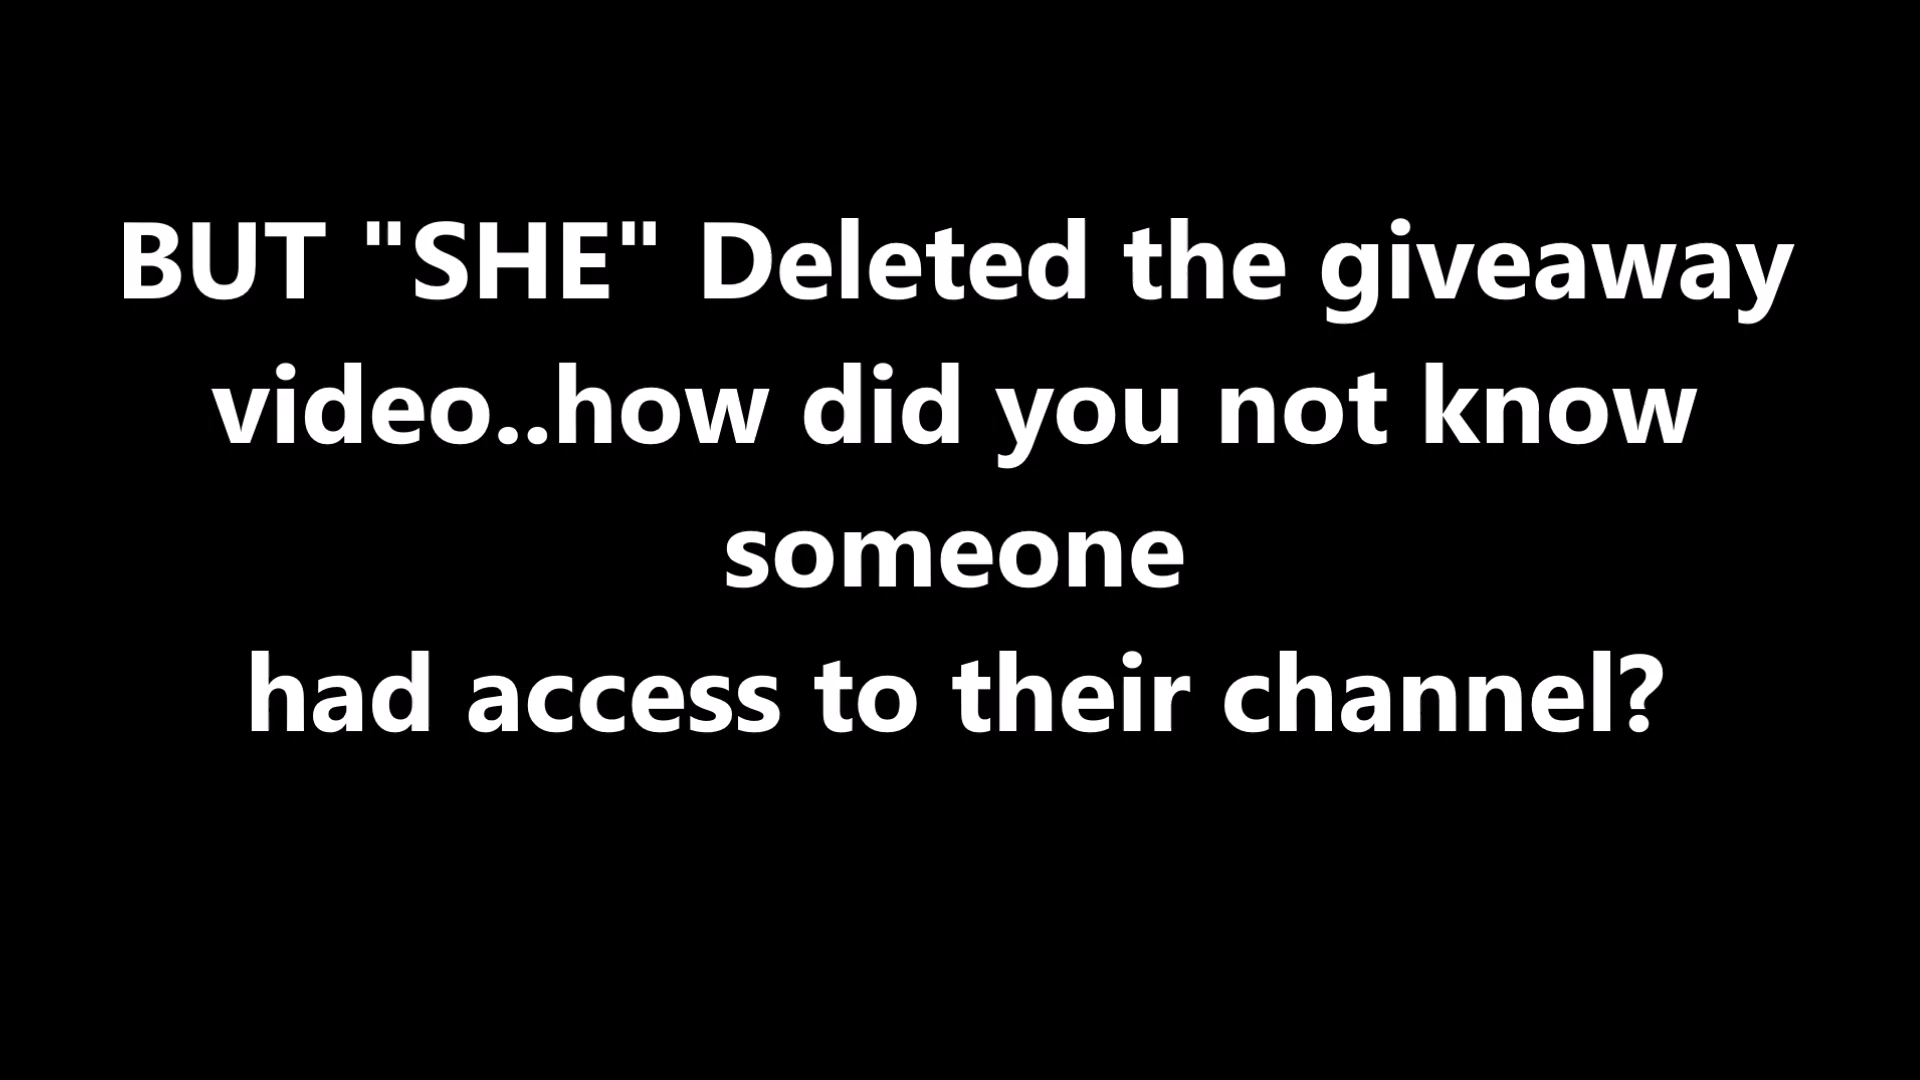 BUT "SHE" Deleted the giveaway
video..how did you not know
someone
had access to their channel?